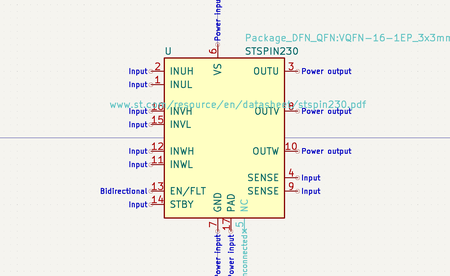 Power input
Package_DFN_QFN:VQFN-16-1EP_3x3mm
U
STSPIN230
6
VS
Input 2 INUH OUTU 3 Power output
Input 1 INUL
www.st.com/resource/en/datasheet/stspin230.pdf
Input 16 INVH OUTV 8 Power output
Input 15 INVL
Input 12 INWH OUTW 10 Power output
Input 11 INWL
SENSE 4 Input
Bidirectional 13 EN/FLT SENSE 9 Input
Input 14 STBY
GND PAD NC
7 17 5
Power input Power input